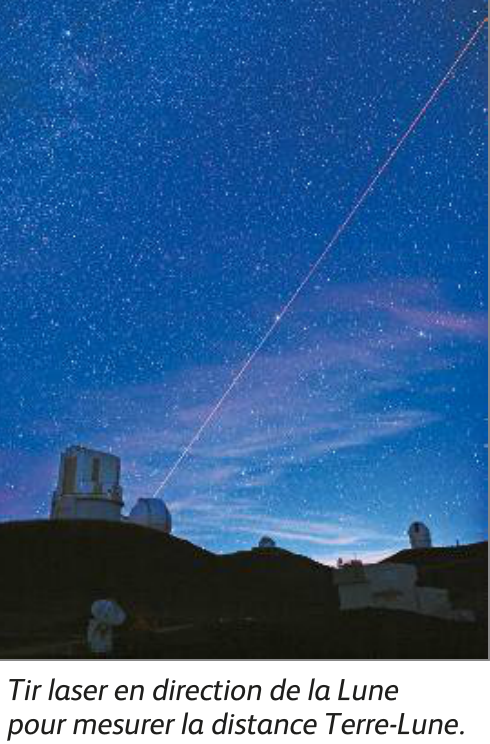 Tir laser en direction de la Lune
pour mesurer la distance Terre-Lune.